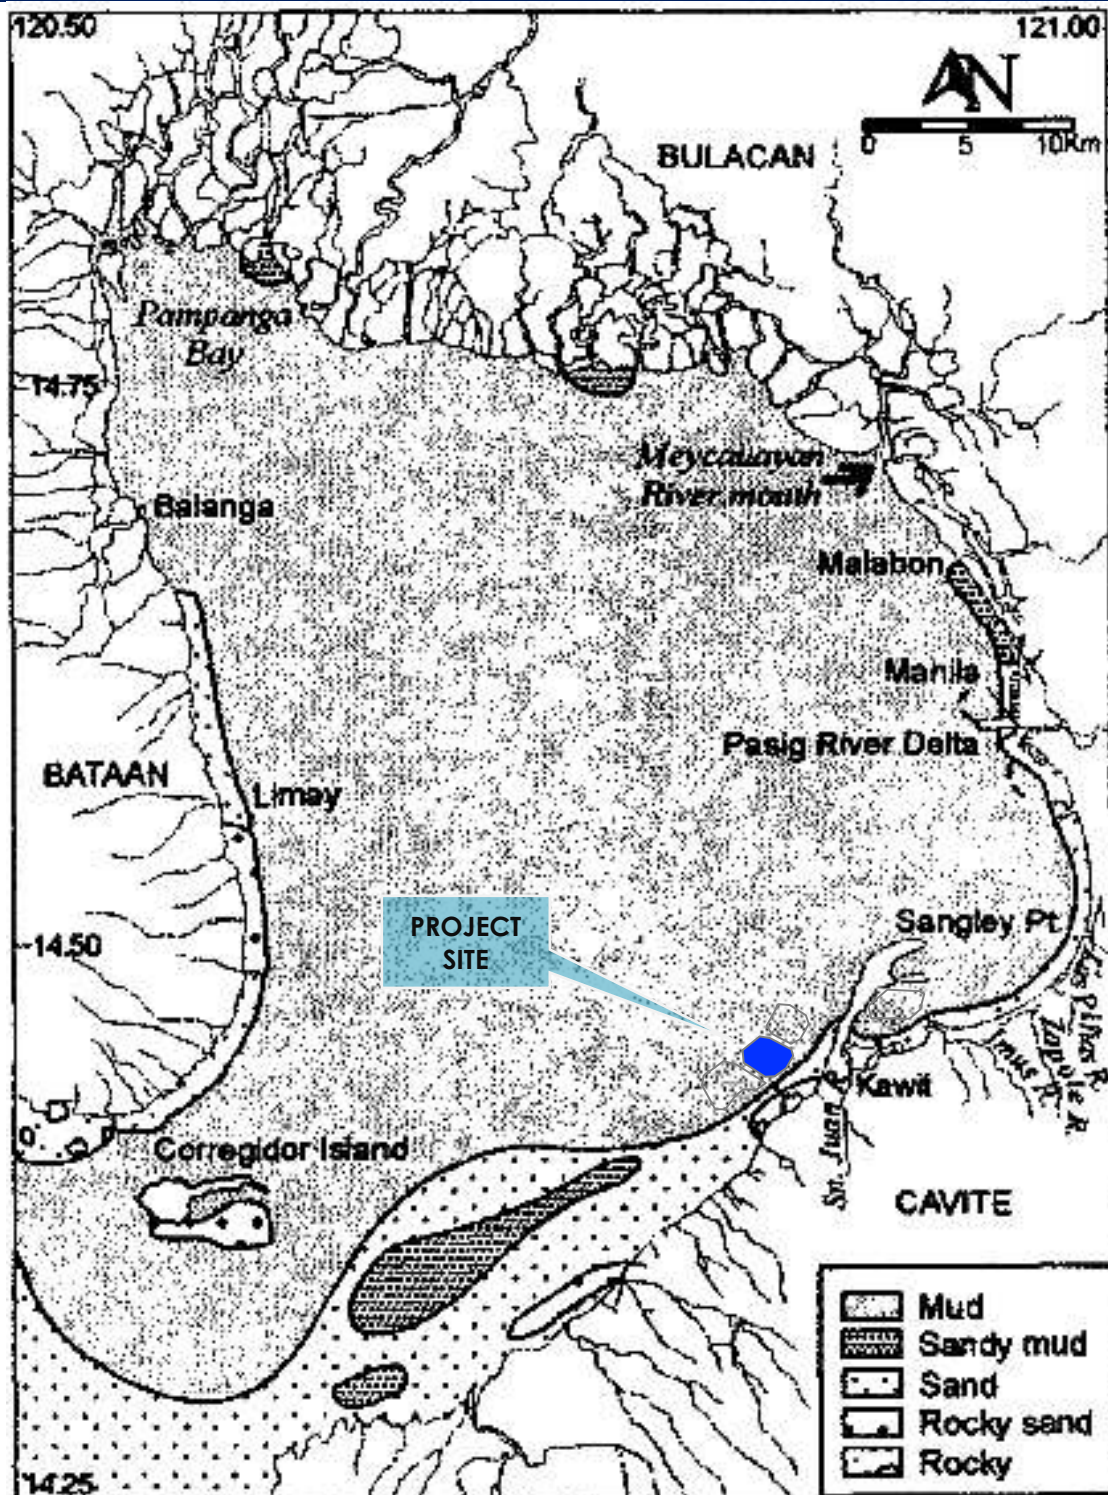 120.50
121.00
N
0 5 10Km
BULACAN
Pampanga
Bay
14.75
Meycauayan
River mouth
Balanga
Malabon
Manila
Pasig River Delta
BATAAN
Limay
PROJECT
SITE
Sangley Pt.
14.50
Las Piñas R.
Zapote R.
Imus R.
Kawit
Sn. Juan
Corregidor Island
CAVITE
Mud
Sandy mud
Sand
Rocky sand
Rocky
14.25